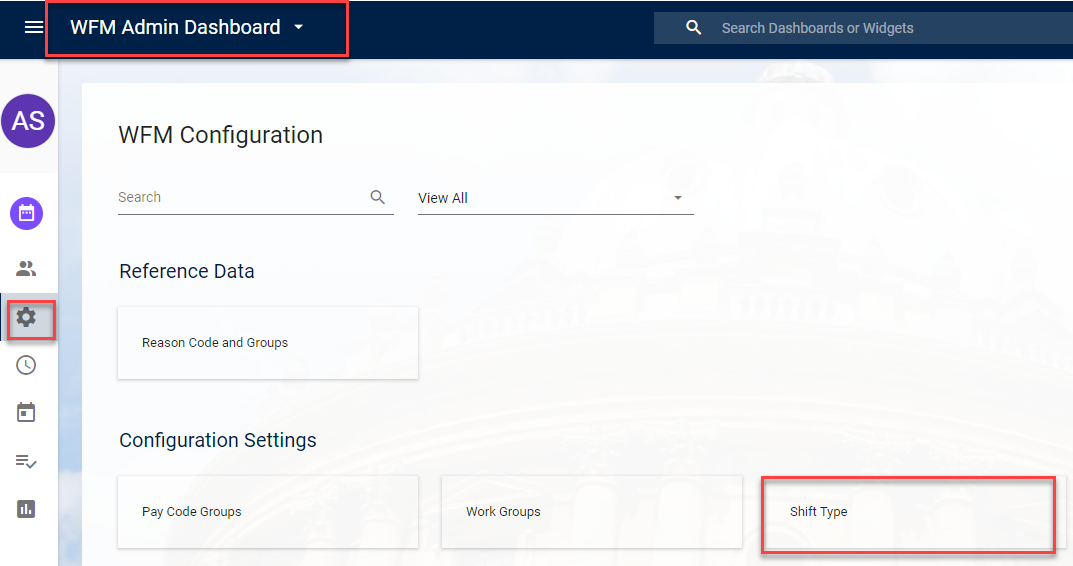 WFM Admin Dashboard
Search Dashboards or Widgets
AS
WFM Configuration
Search
View All
Reference Data
Reason Code and Groups
Configuration Settings
Pay Code Groups
Work Groups
Shift Type